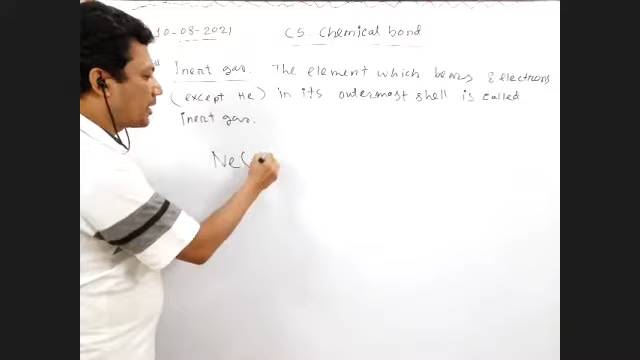 10-08-2021 C5. Chemical bond
Inert gas. The element which bears 8 electrons
(except He) in its outermost shell is called
inert gas.
Ne(